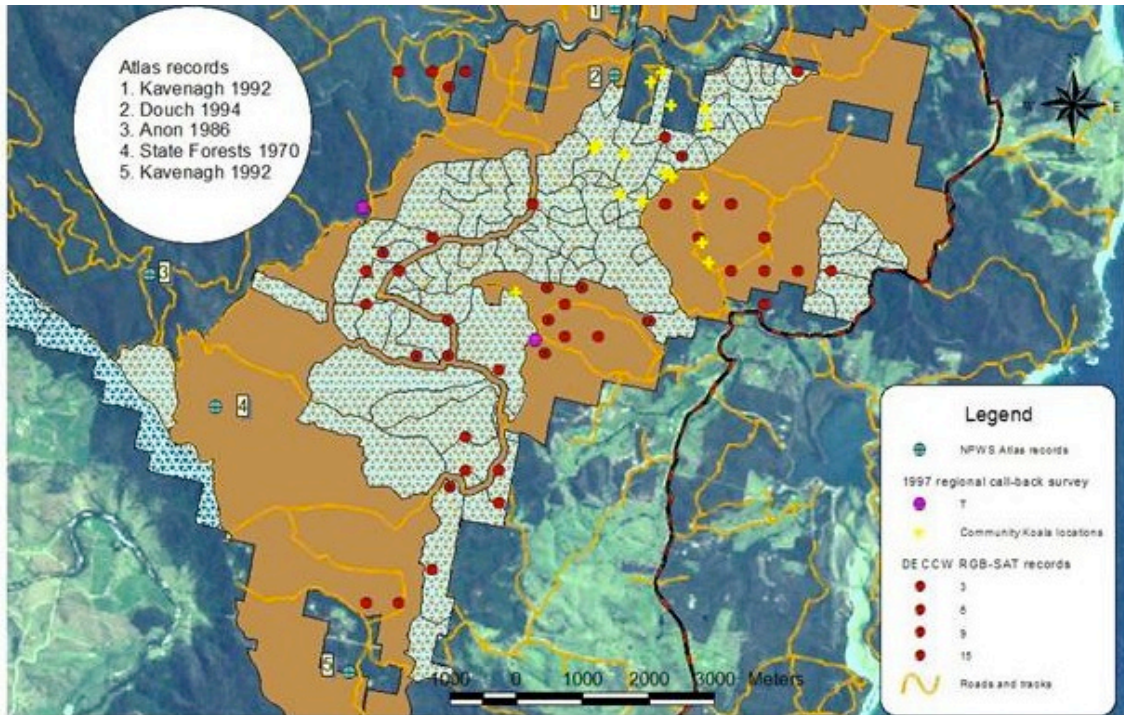 Atlas records
1. Kavenagh 1992
2. Douch 1994
3. Anon 1986
4. State Forests 1970
5. Kavenagh 1992
1
2
3
4
5
N
W
E
S
Legend
NPWS Atlas records
1997 regional call-back survey
T
Community Koala locations
DECCW RGB-SAT records
3
6
9
15
Roads and tracks
1000 0 1000 2000 3000 Meters